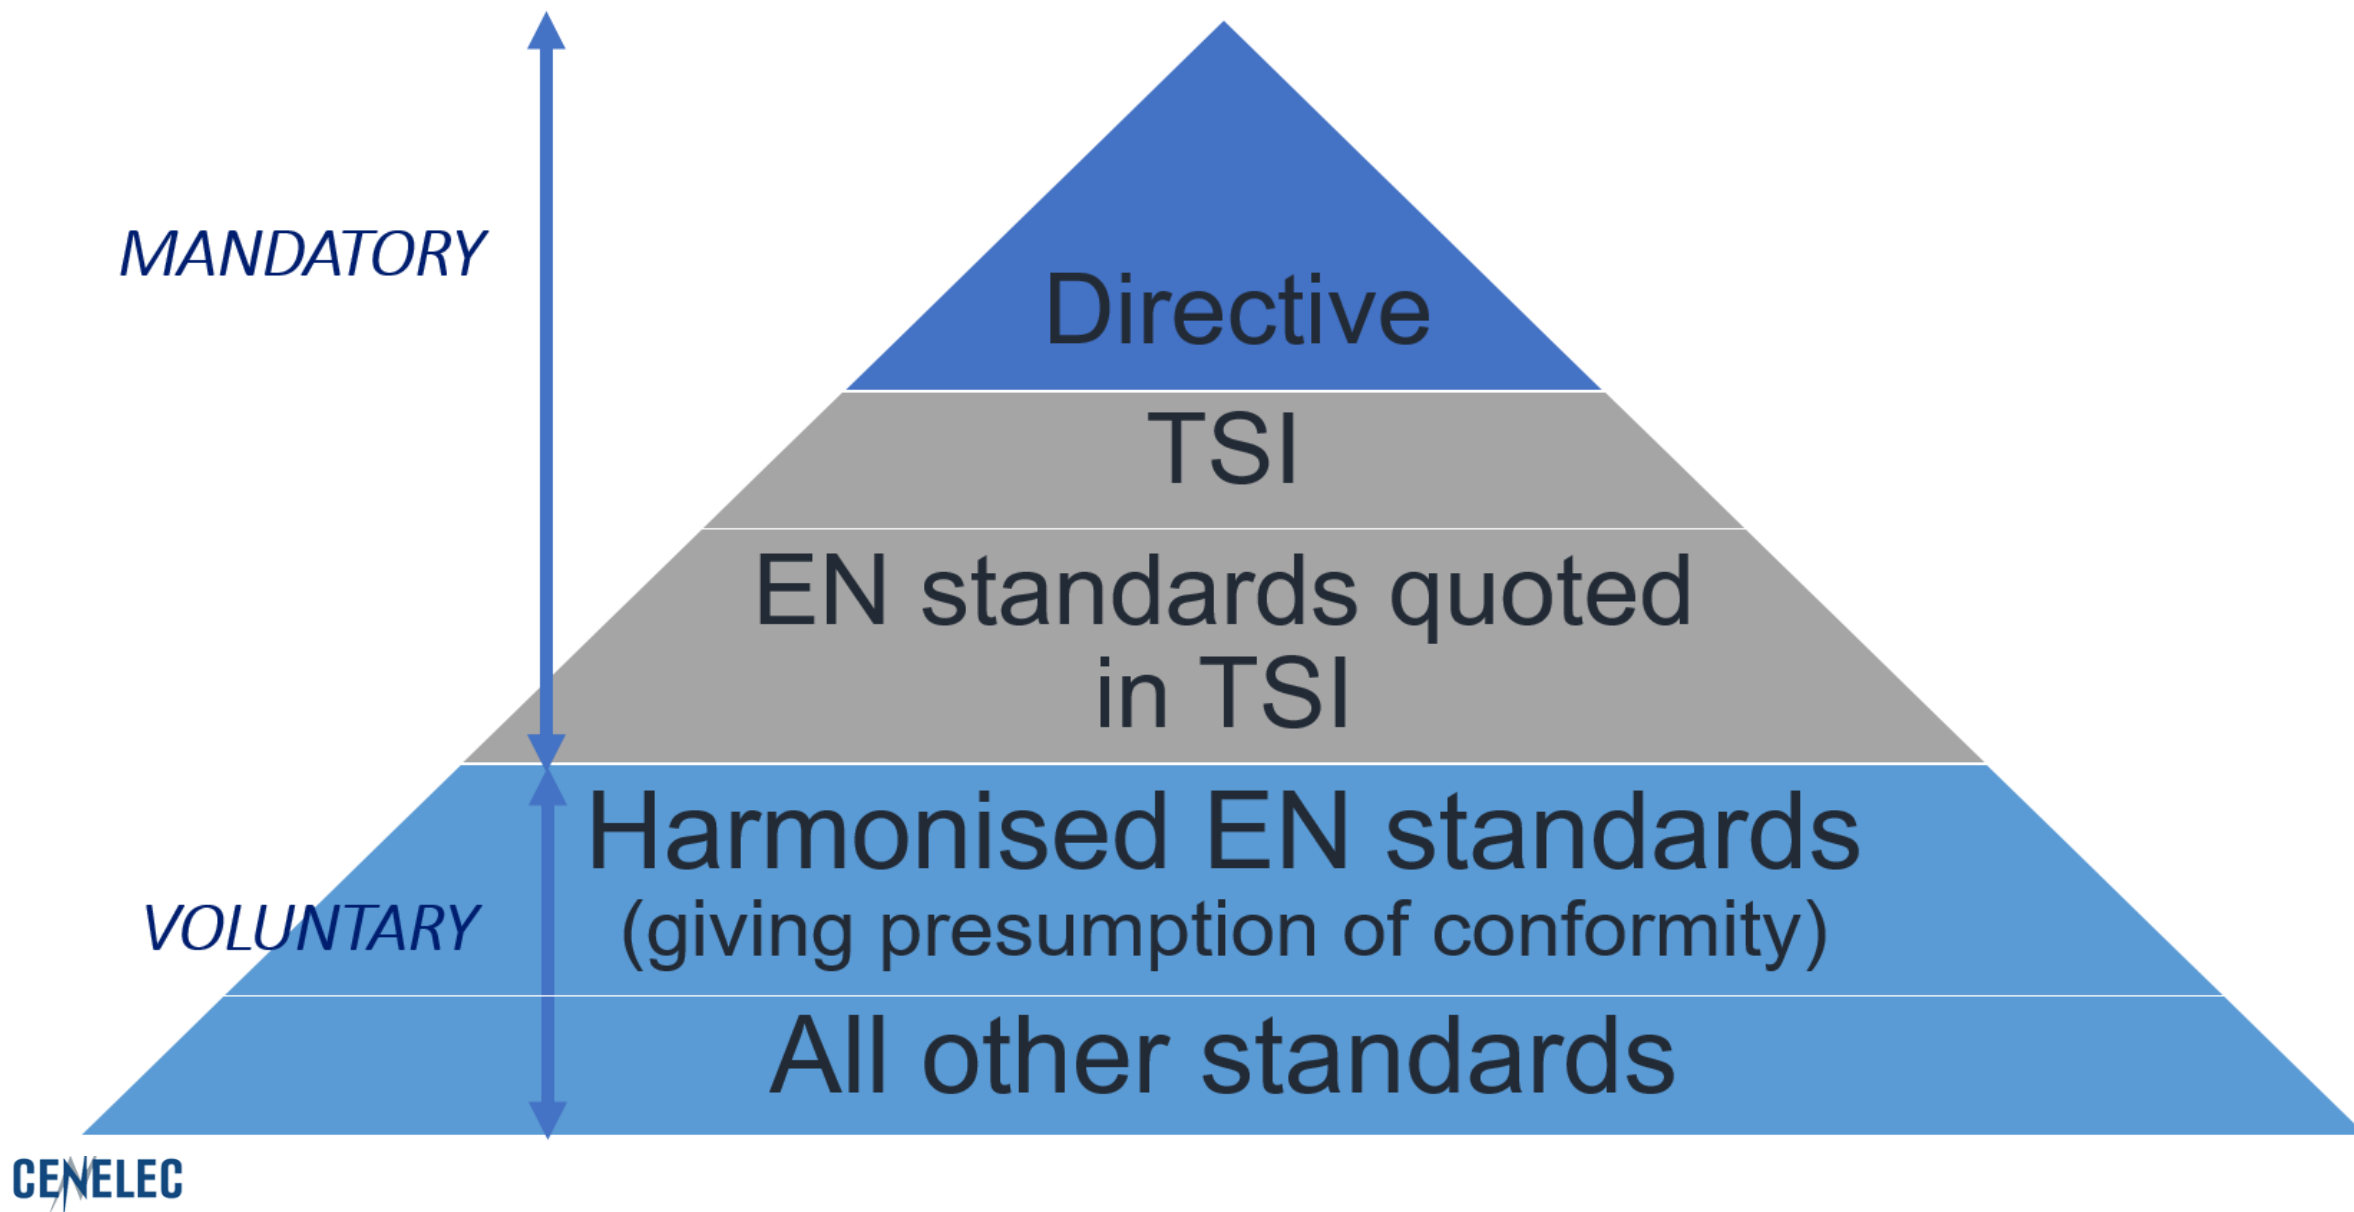 MANDATORY
Directive
TSI
EN standards quoted
in TSI
Harmonised EN standards
(giving presumption of conformity)
VOLUNTARY
All other standards
CENELEC